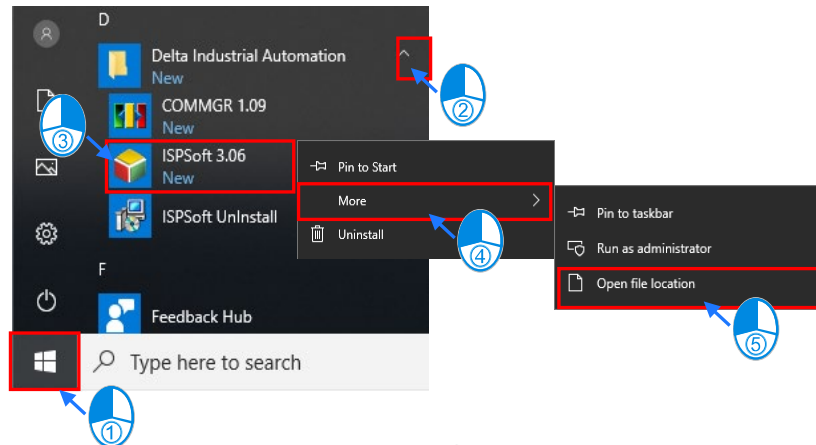 D
Delta Industrial Automation
New
COMMGR 1.09
New
ISPSoft 3.06
New
ISPSoft UnInstall
F
Feedback Hub
Type here to search
Pin to Start
More
Uninstall
Pin to taskbar
Run as administrator
Open file location
①
②
③
④
⑤